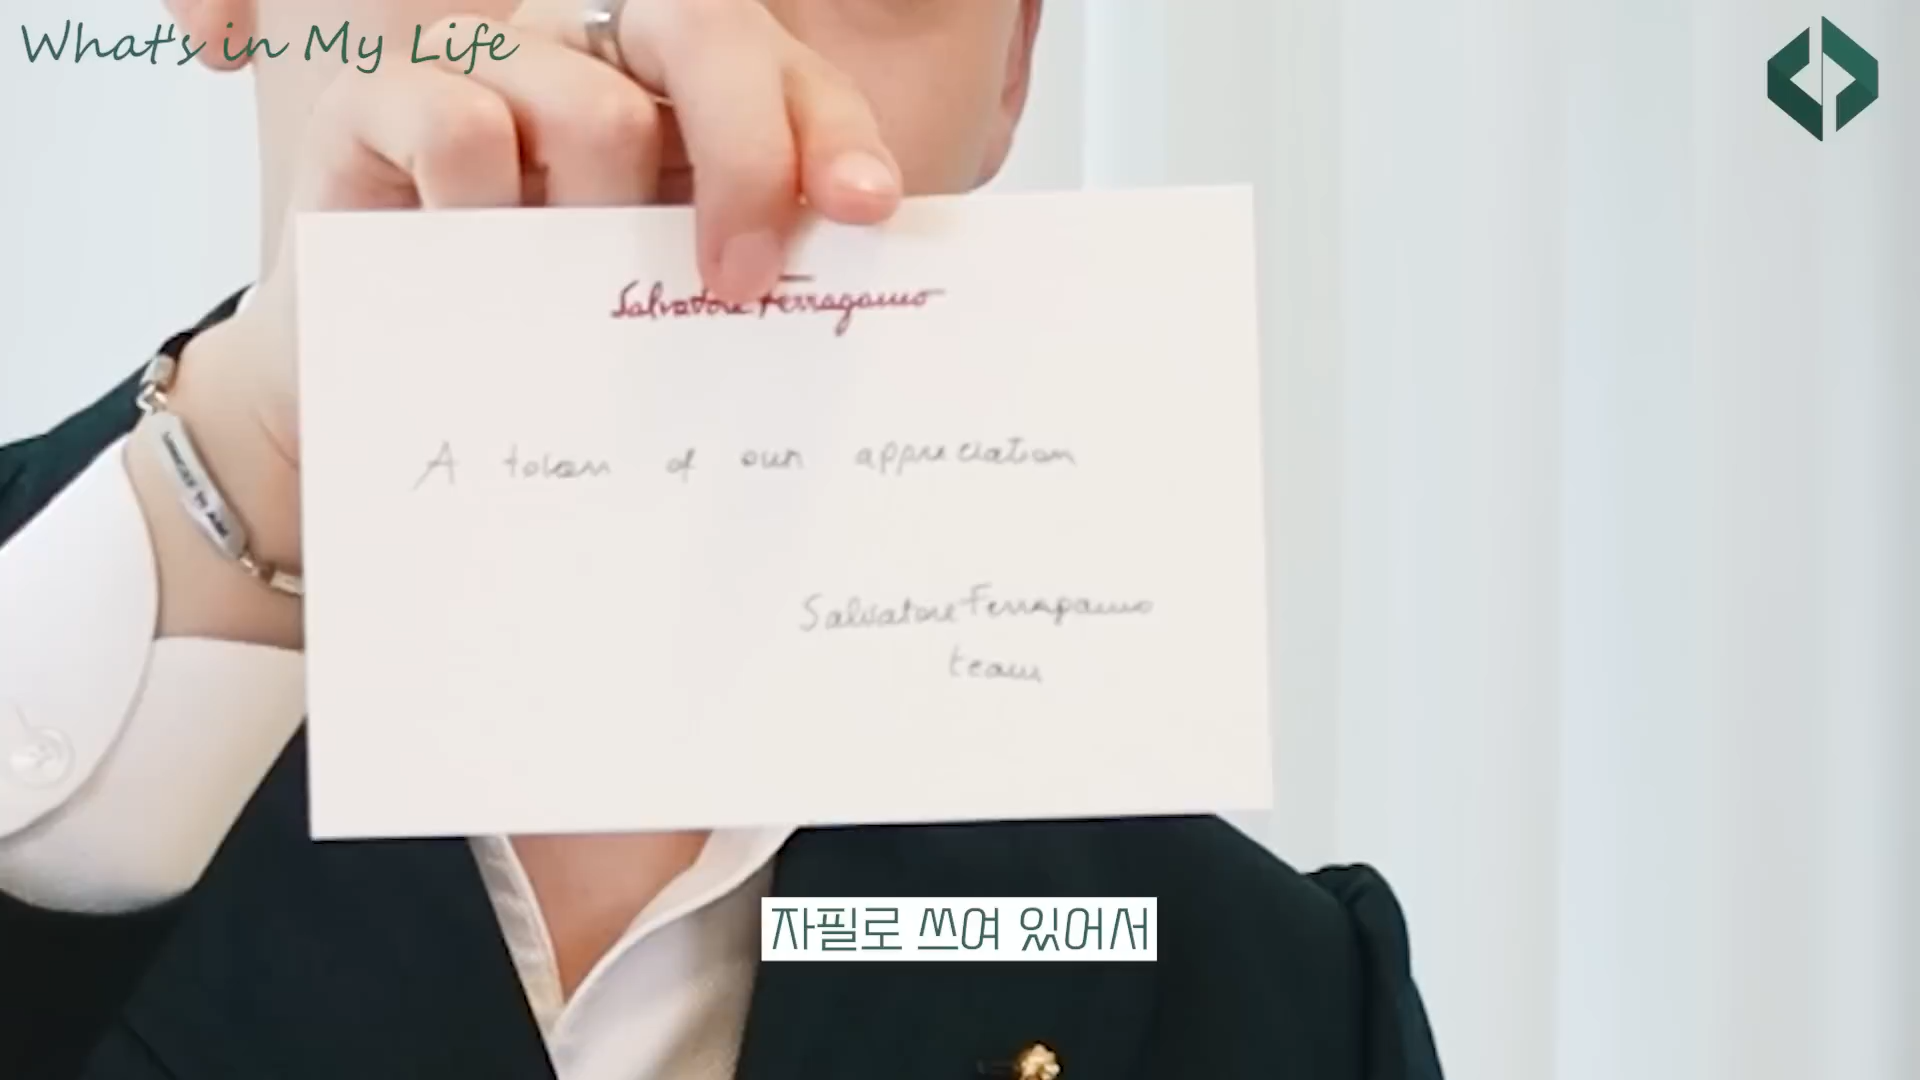 What's in My Life
Salvatore Ferragamo
A token of our appreciation
Salvatore Ferragamo
team
자필로 쓰여 있어서